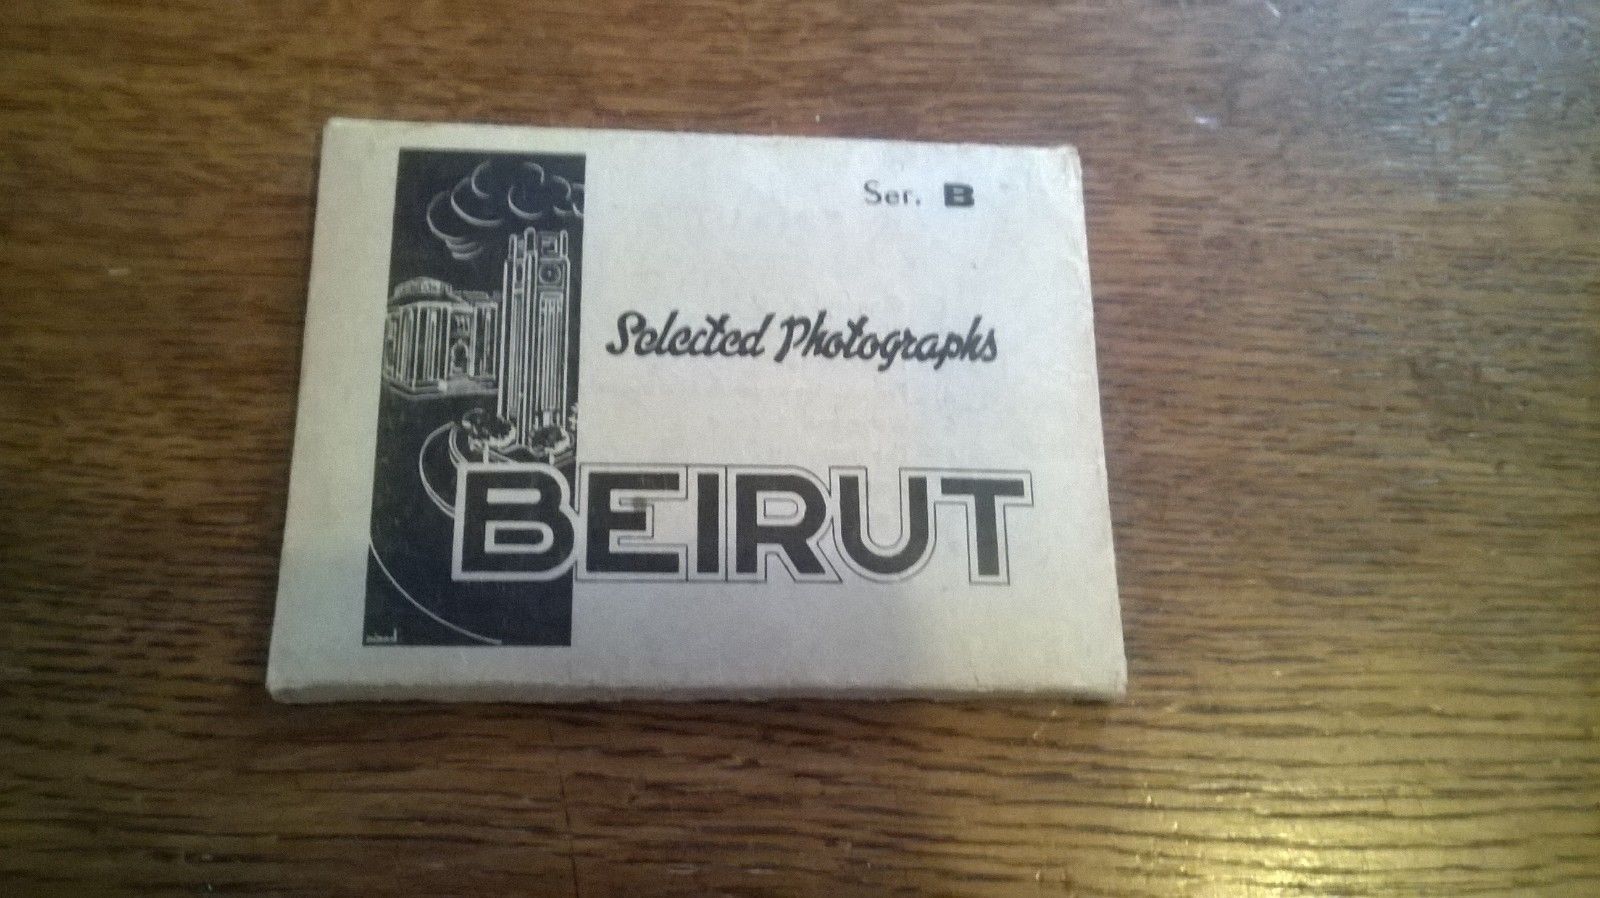 Ser. B
Selected Photographs
BEIRUT